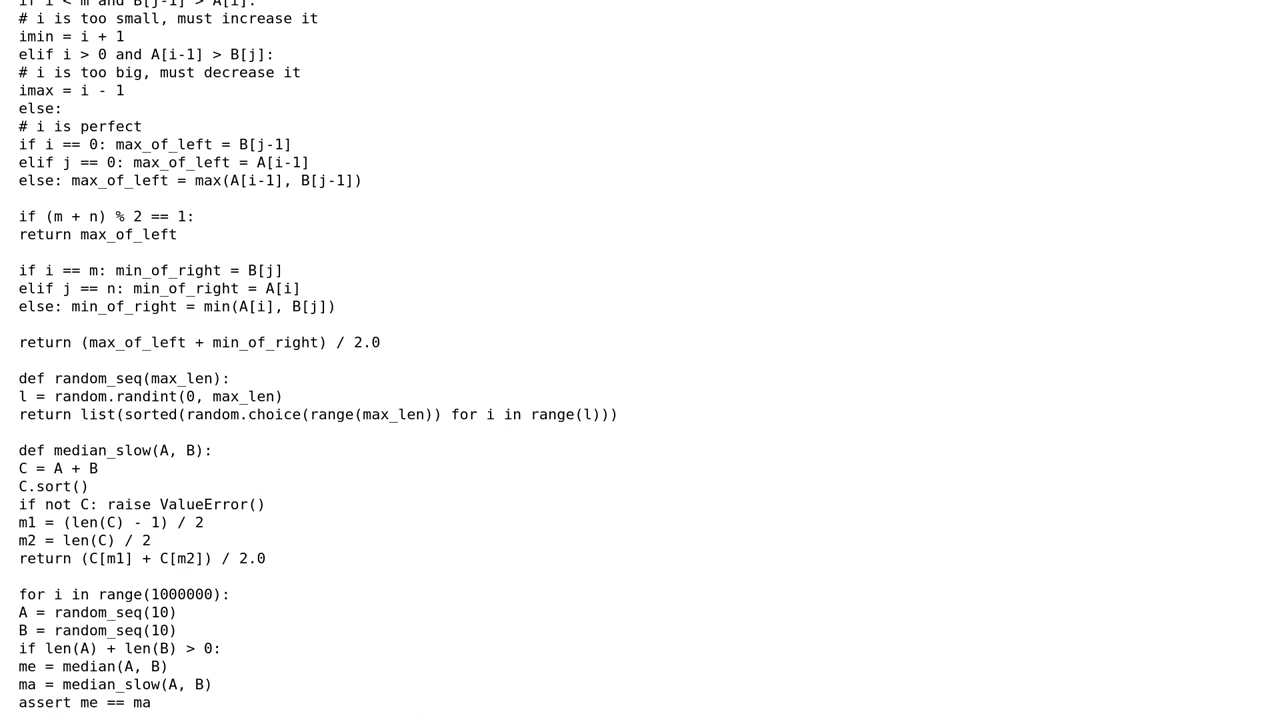 if i < m and B[j-1] > A[i]:
# i is too small, must increase it
imin = i + 1
elif i > 0 and A[i-1] > B[j]:
# i is too big, must decrease it
imax = i - 1
else:
# i is perfect
if i == 0: max_of_left = B[j-1]
elif j == 0: max_of_left = A[i-1]
else: max_of_left = max(A[i-1], B[j-1])
if (m + n) % 2 == 1:
return max_of_left
if i == m: min_of_right = B[j]
elif j == n: min_of_right = A[i]
else: min_of_right = min(A[i], B[j])
return (max_of_left + min_of_right) / 2.0
def random_seq(max_len):
l = random.randint(0, max_len)
return list(sorted(random.choice(range(max_len)) for i in range(l)))
def median_slow(A, B):
C = A + B
C.sort()
if not C: raise ValueError()
m1 = (len(C) - 1) / 2
m2 = len(C) / 2
return (C[m1] + C[m2]) / 2.0
for i in range(1000000):
A = random_seq(10)
B = random_seq(10)
if len(A) + len(B) > 0:
me = median(A, B)
ma = median_slow(A, B)
assert me == ma